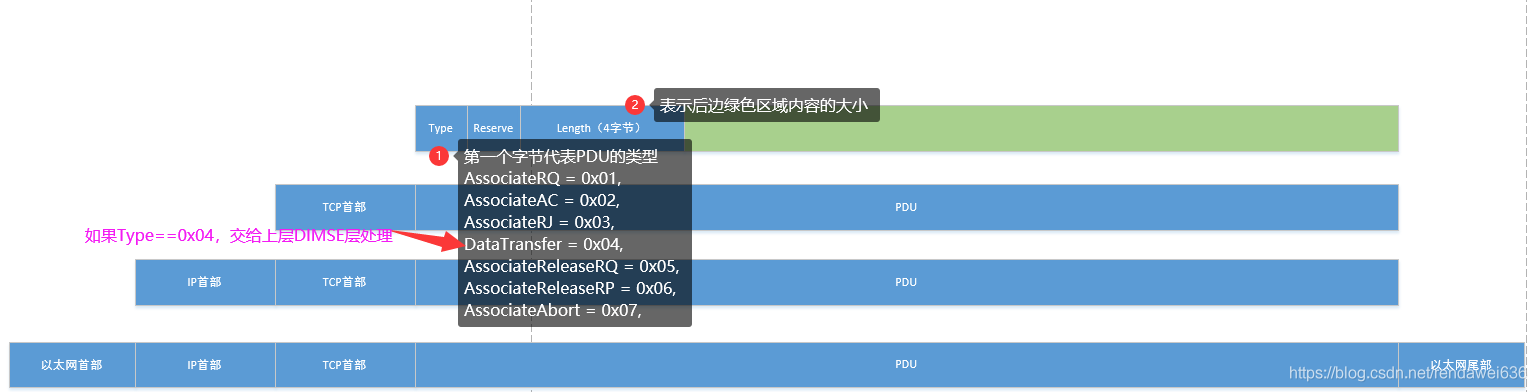 2 表示后边绿色区域内容的大小
Type Reserve Length（4字节）
1 第一个字节代表PDU的类型
AssociateRQ = 0x01,
AssociateAC = 0x02,
AssociateRJ = 0x03,
DataTransfer = 0x04,
AssociateReleaseRQ = 0x05,
AssociateReleaseRP = 0x06,
AssociateAbort = 0x07,
TCP首部 PDU
如果Type==0x04，交给上层DIMSE层处理
IP首部 TCP首部 PDU
以太网首部 IP首部 TCP首部 PDU 以太网尾部
https://blog.csdn.net/rendawei636